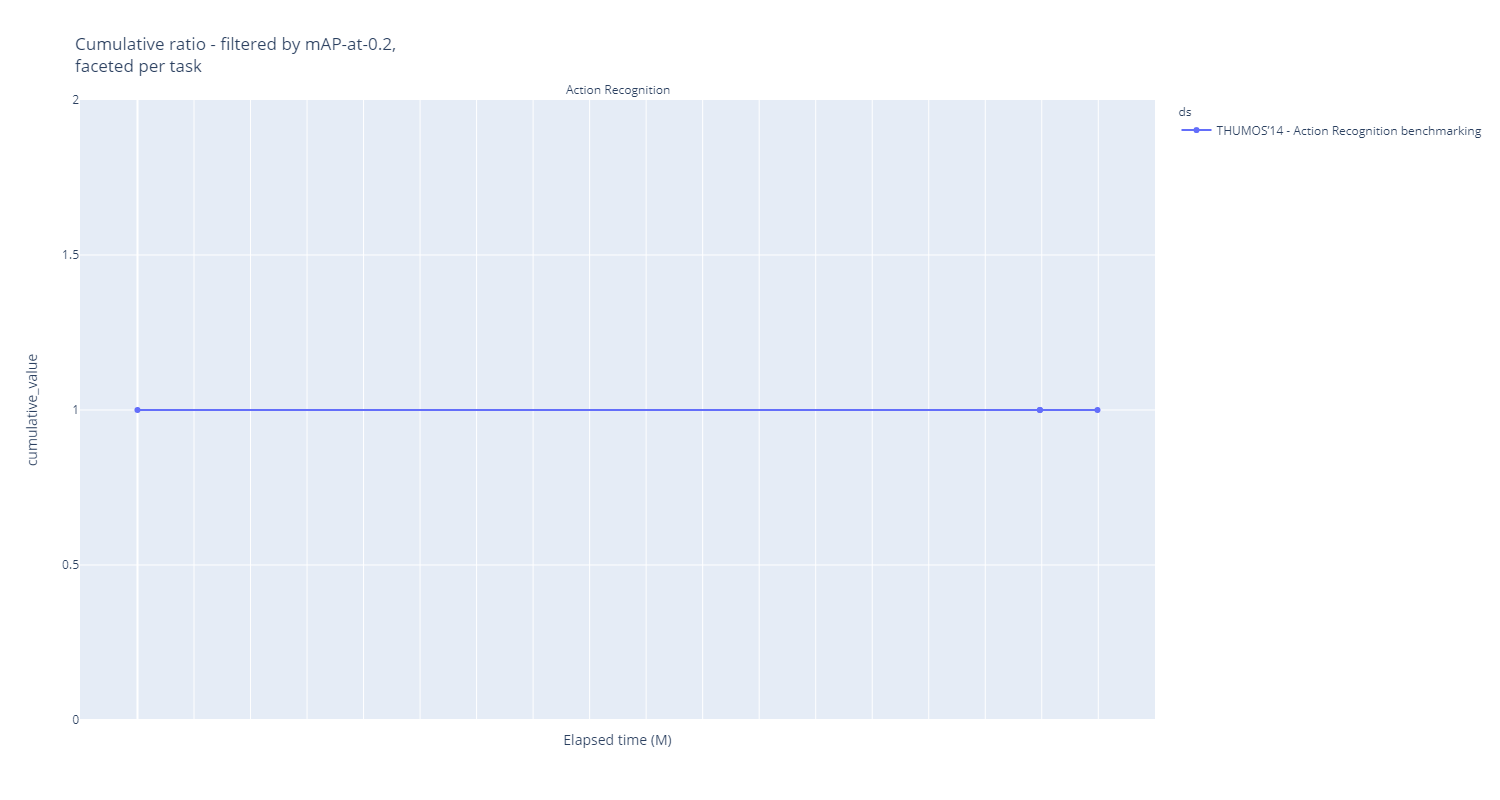 Cumulative ratio - filtered by mAP-at-0.2,
faceted per task
Action Recognition
ds
THUMOS’14 - Action Recognition benchmarking
2
1.5
1
0.5
0
cumulative_value
Elapsed time (M)